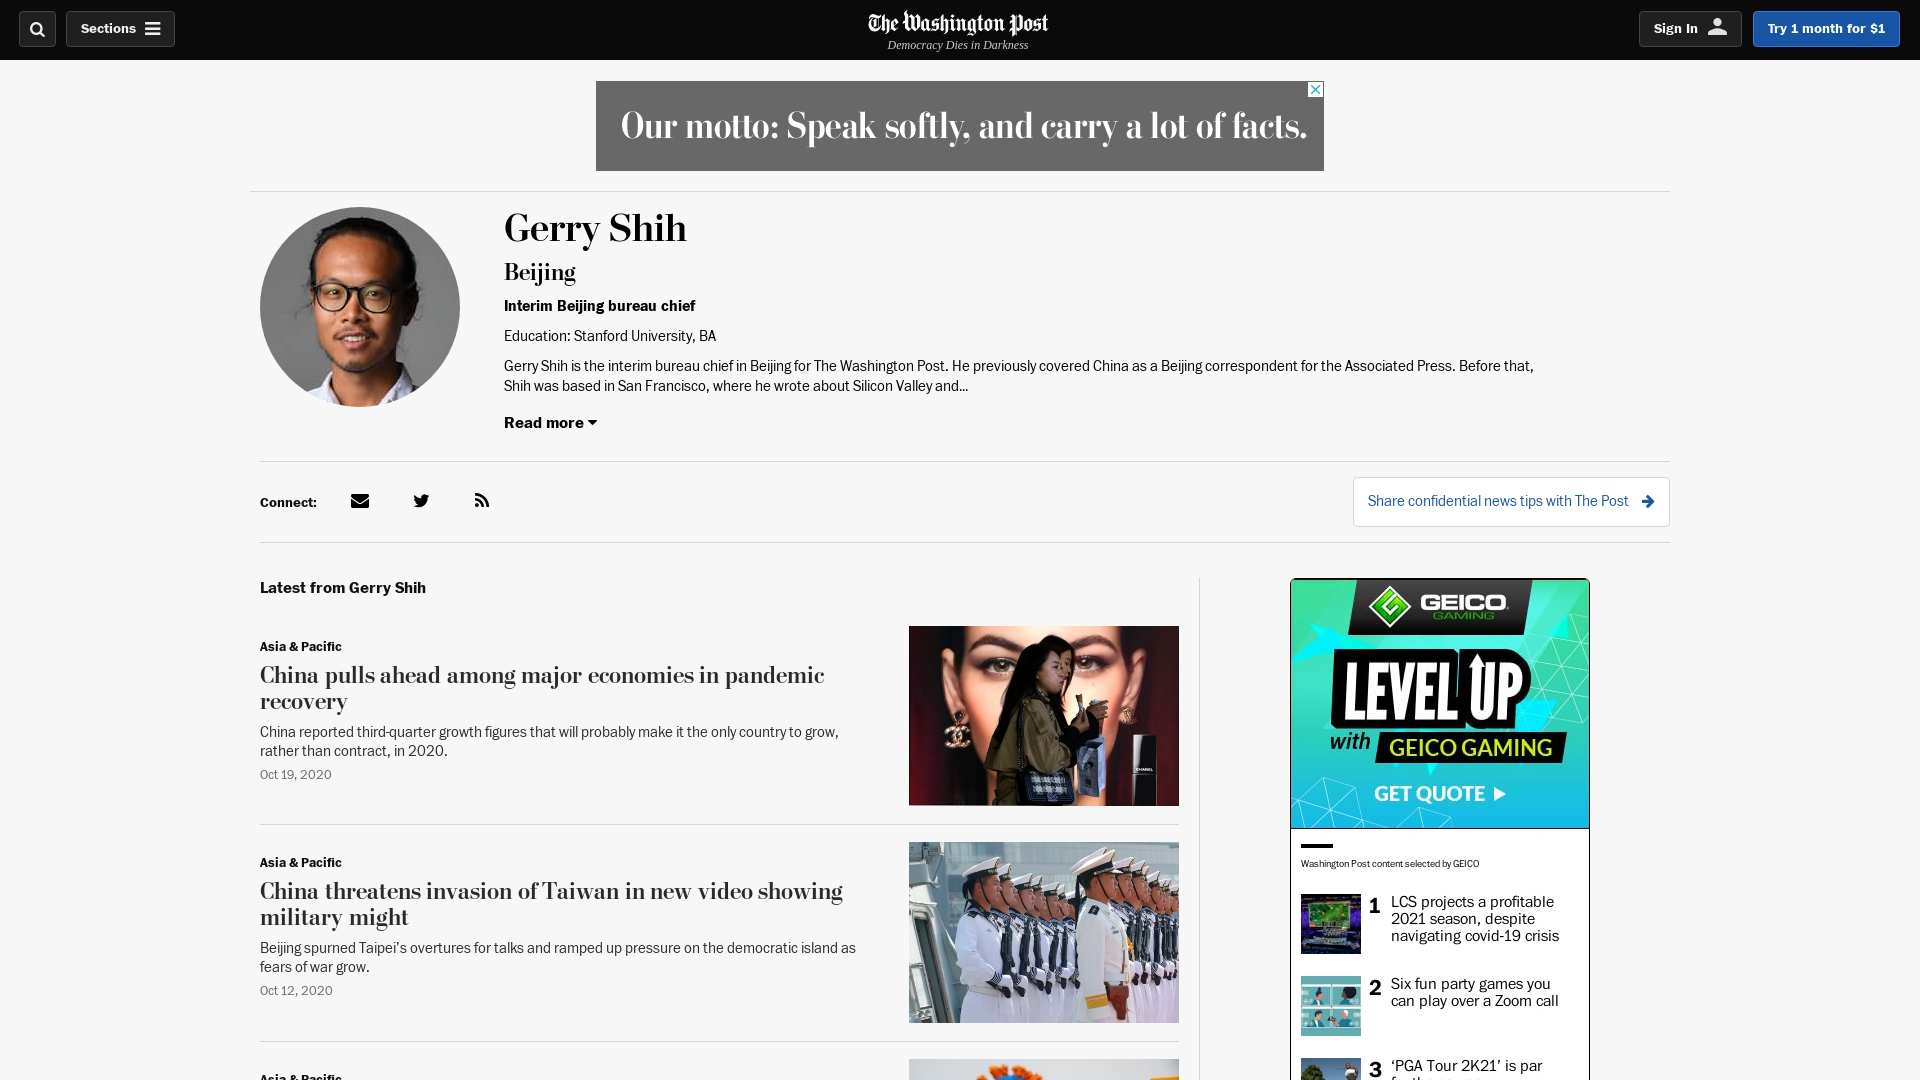 Sections
The Washington Post
Democracy Dies in Darkness
Sign In
Try 1 month for $1
Our motto: Speak softly, and carry a lot of facts.
Gerry Shih
Beijing
Interim Beijing bureau chief
Education: Stanford University, BA
Gerry Shih is the interim bureau chief in Beijing for The Washington Post. He previously covered China as a Beijing correspondent for the Associated Press. Before that,
Shih was based in San Francisco, where he wrote about Silicon Valley and...
Read more
Connect:
Share confidential news tips with The Post
Latest from Gerry Shih
Asia & Pacific
China pulls ahead among major economies in pandemic
recovery
China reported third-quarter growth figures that will probably make it the only country to grow,
rather than contract, in 2020.
Oct 19, 2020
CHANEL
Asia & Pacific
China threatens invasion of Taiwan in new video showing
military might
Beijing spurned Taipei’s overtures for talks and ramped up pressure on the democratic island as
fears of war grow.
Oct 12, 2020
Asia & Pacific
GEICO
GAMING
LEVEL UP
with GEICO GAMING
GET QUOTE
Washington Post content selected by GEICO
1 LCS projects a profitable
2021 season, despite
navigating covid-19 crisis
2 Six fun party games you
can play over a Zoom call
3 ‘PGA Tour 2K21’ is par